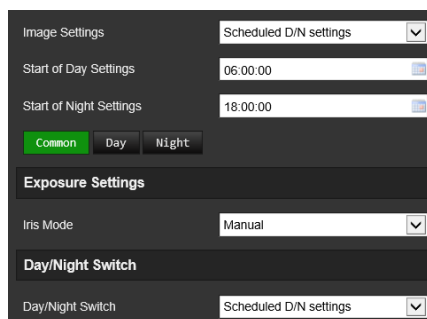 Image Settings Scheduled D/N settings
Start of Day Settings 06:00:00
Start of Night Settings 18:00:00
Common Day Night
Exposure Settings
Iris Mode Manual
Day/Night Switch
Day/Night Switch Scheduled D/N settings